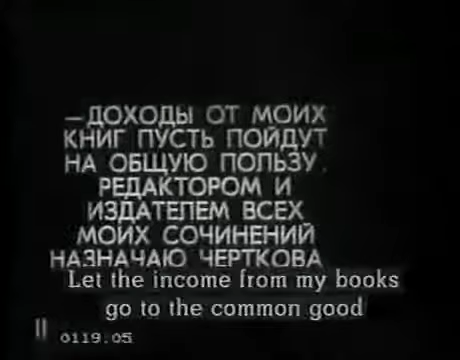 —ДОХОДЫ ОТ МОИХ
КНИГ ПУСТЬ ПОЙДУТ
НА ОБЩУЮ ПОЛЬЗУ.
РЕДАКТОРОМ И
ИЗДАТЕЛЕМ ВСЕХ
МОИХ СОЧИНЕНИЙ
НАЗНАЧАЮ ЧЕРТКОВА
Let the income from my books
go to the common good
0119.05